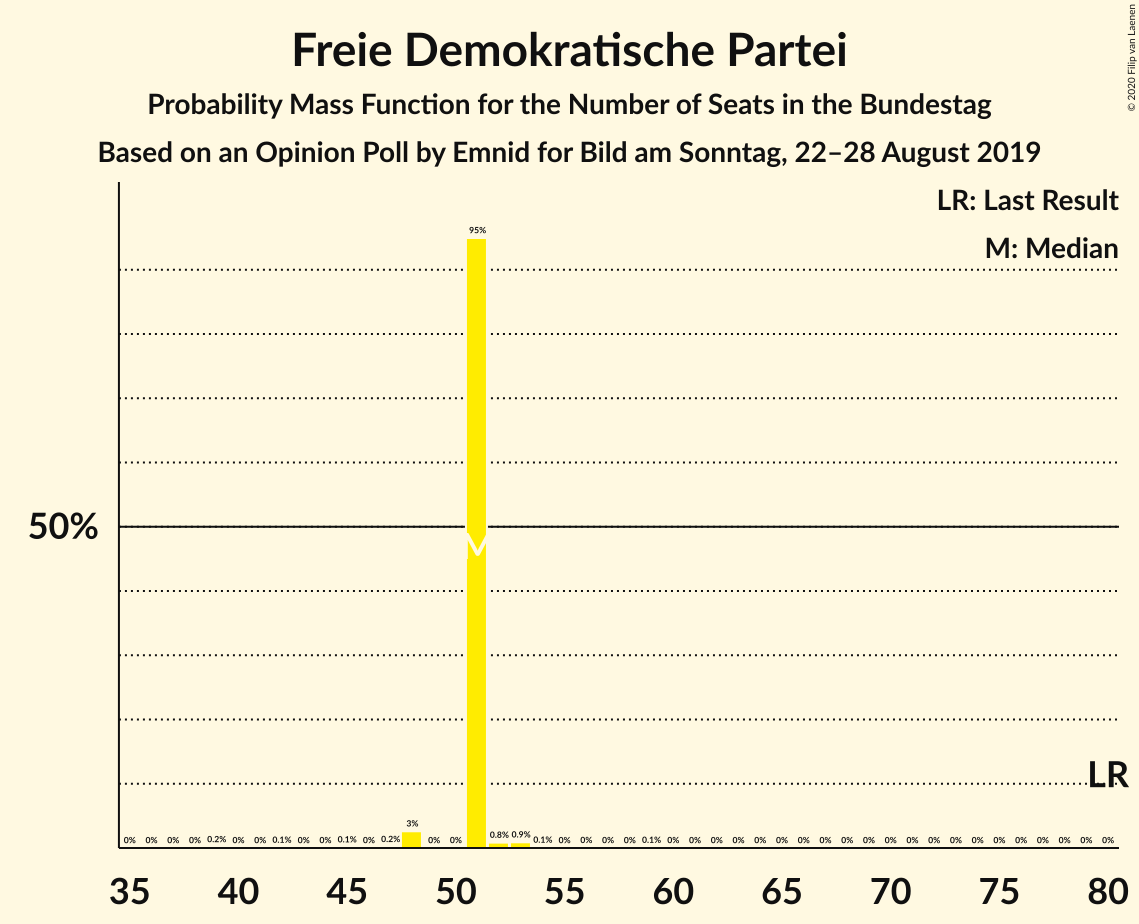 Freie Demokratische Partei
Probability Mass Function for the Number of Seats in the Bundestag
Based on an Opinion Poll by Emnid for Bild am Sonntag, 22–28 August 2019
© 2020 Filip van Laenen
LR: Last Result
M: Median
95%
50%
M
LR
0% 0% 0% 0% 0.2% 0% 0% 0.1% 0% 0% 0.1% 0% 0.2% 3% 0% 0% 0.8% 0.9% 0.1% 0% 0% 0% 0% 0.1% 0% 0% 0% 0% 0% 0% 0% 0% 0% 0% 0% 0% 0% 0% 0% 0% 0% 0% 0% 0% 0%
35 40 45 50 55 60 65 70 75 80